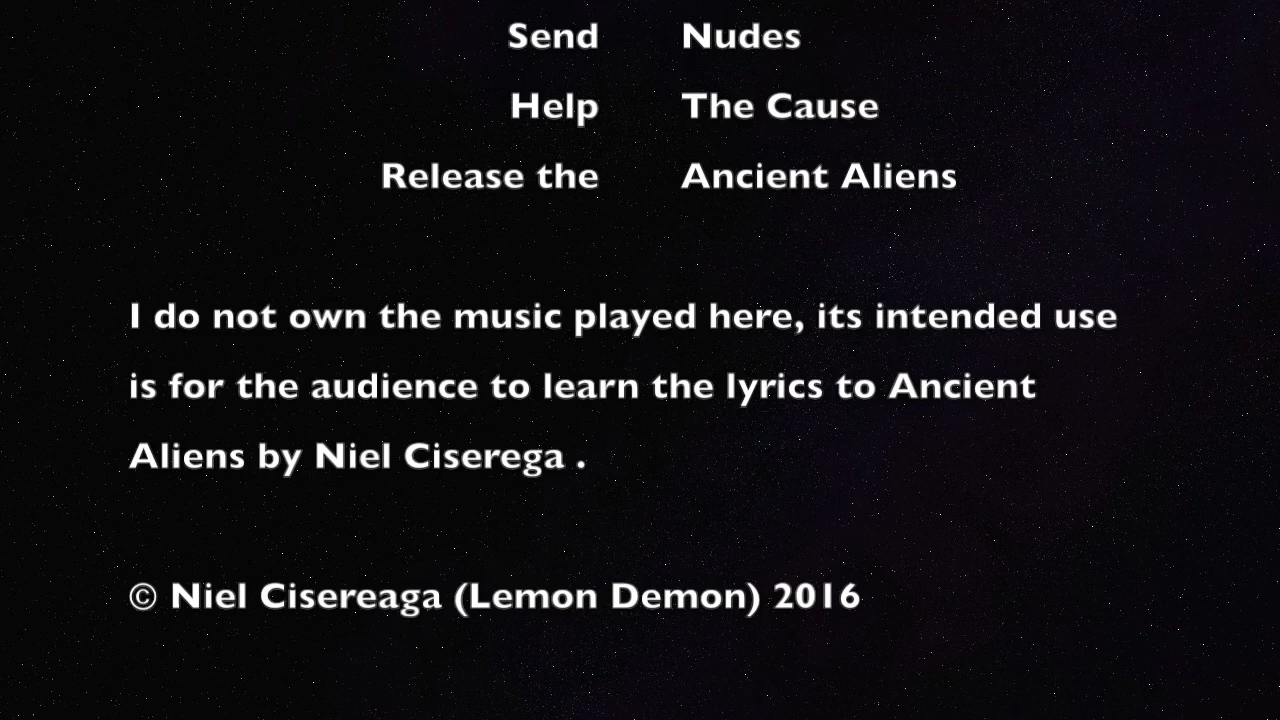 Send Nudes
Help The Cause
Release the Ancient Aliens
I do not own the music played here, its intended use
is for the audience to learn the lyrics to Ancient
Aliens by Niel Ciserega .
© Niel Cisereaga (Lemon Demon) 2016